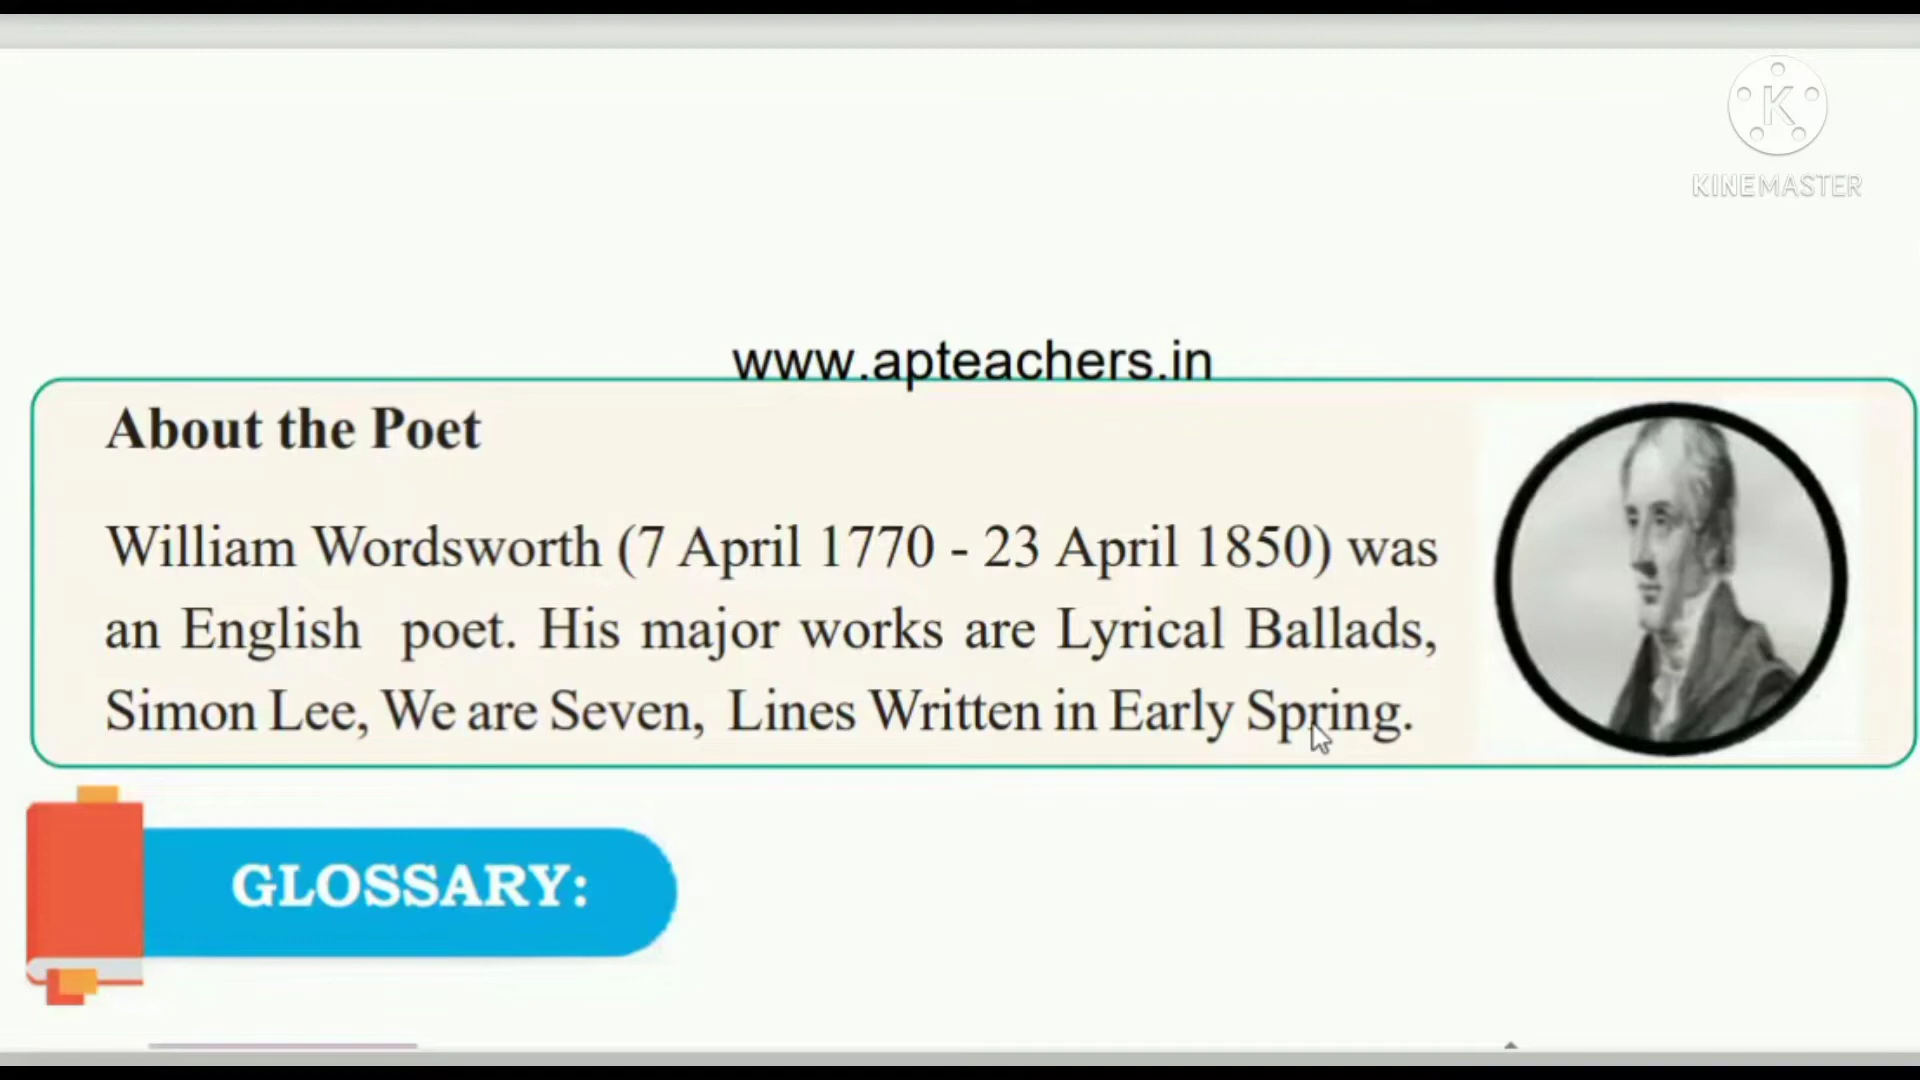 K
KINEMASTER
www.apteachers.in
About the Poet
William Wordsworth (7 April 1770 - 23 April 1850) was
an English poet. His major works are Lyrical Ballads,
Simon Lee, We are Seven, Lines Written in Early Spring.
GLOSSARY: